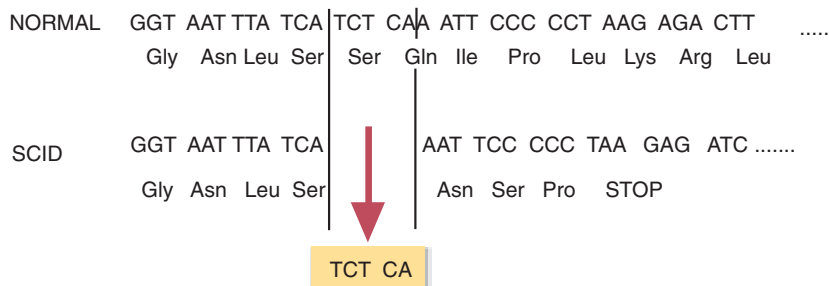 NORMAL GGT AAT TTA TCA TCT CAA ATT CCC CCT AAG AGA CTT .....
Gly Asn Leu Ser Ser Gln Ile Pro Leu Lys Arg Leu
SCID GGT AAT TTA TCA AAT TCC CCC TAA GAG ATC .......
Gly Asn Leu Ser Asn Ser Pro STOP
TCT CA